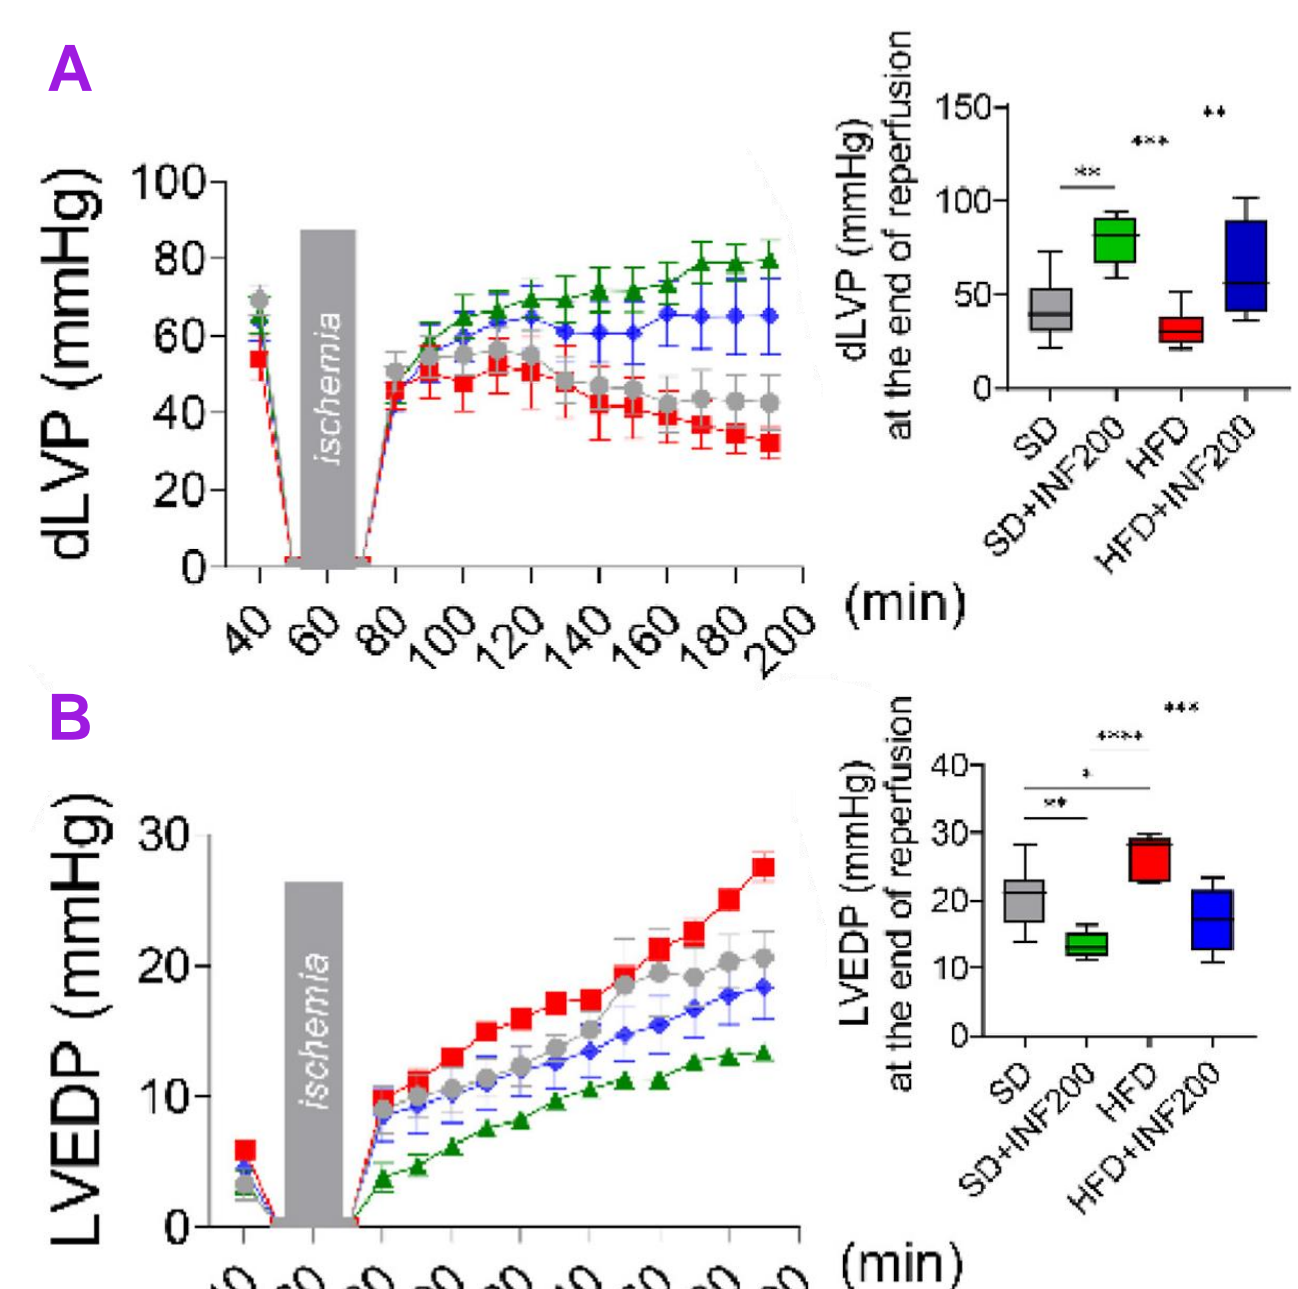 A
dLVP (mmHg)
100
80
60
40
20
0
ischemia
40
60
80
100
120
140
160
180
200
(min)
dLVP (mmHg)
at the end of reperfusion
150
100
50
0
**
***
**
SD
SD+INF200
HFD
HFD+INF200
B
LVEDP (mmHg)
30
20
10
0
ischemia
(min)
LVEDP (mmHg)
at the end of reperfusion
40
30
20
10
0
**
*
****
***
SD
SD+INF200
HFD
HFD+INF200